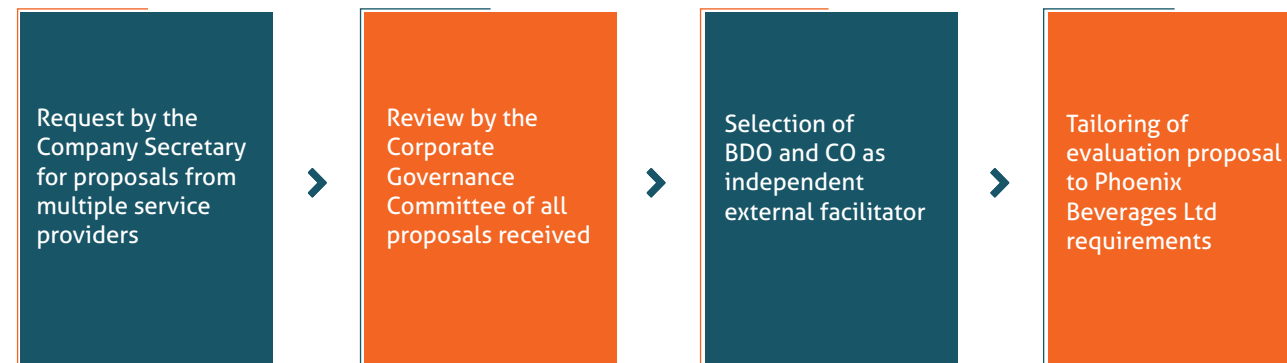 Request by the
Company Secretary
for proposals from
multiple service
providers
Review by the
Corporate
Governance
Committee of all
proposals received
Selection of
BDO and CO as
independent
external facilitator
Tailoring of
evaluation proposal
to Phoenix
Beverages Ltd
requirements